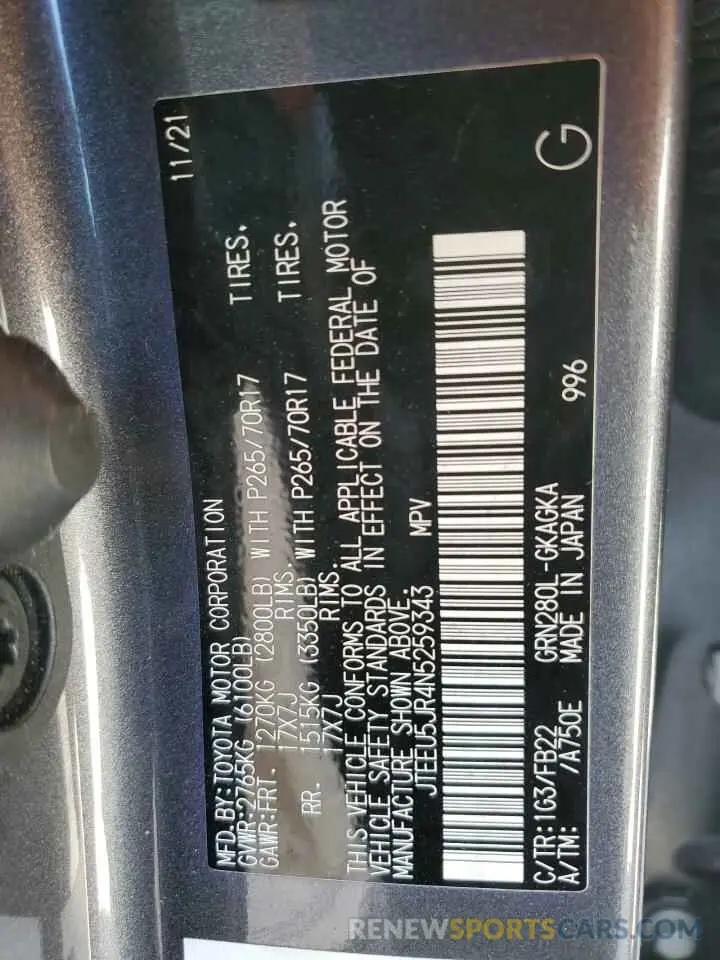 MFD.BY:TOYOTA MOTOR CORPORATION 11/21
GVWR:2765KG (6100LB)
GAWR:FRT. 1270KG (2800LB) WITH P265/70R17 TIRES.
17X7J RIMS.
RR. 1515KG (3350LB) WITH P265/70R17 TIRES.
17X7J RIMS.
THIS VEHICLE CONFORMS TO ALL APPLICABLE FEDERAL MOTOR
VEHICLE SAFETY STANDARDS IN EFFECT ON THE DATE OF
MANUFACTURE SHOWN ABOVE.
JTEEU5JR4N5259343 MPV
C/TR:1G3/FB22 GRN280L-GKAGKA 996 G
A/TM: /A750E MADE IN JAPAN
RENEWSPORTSCARS.COM